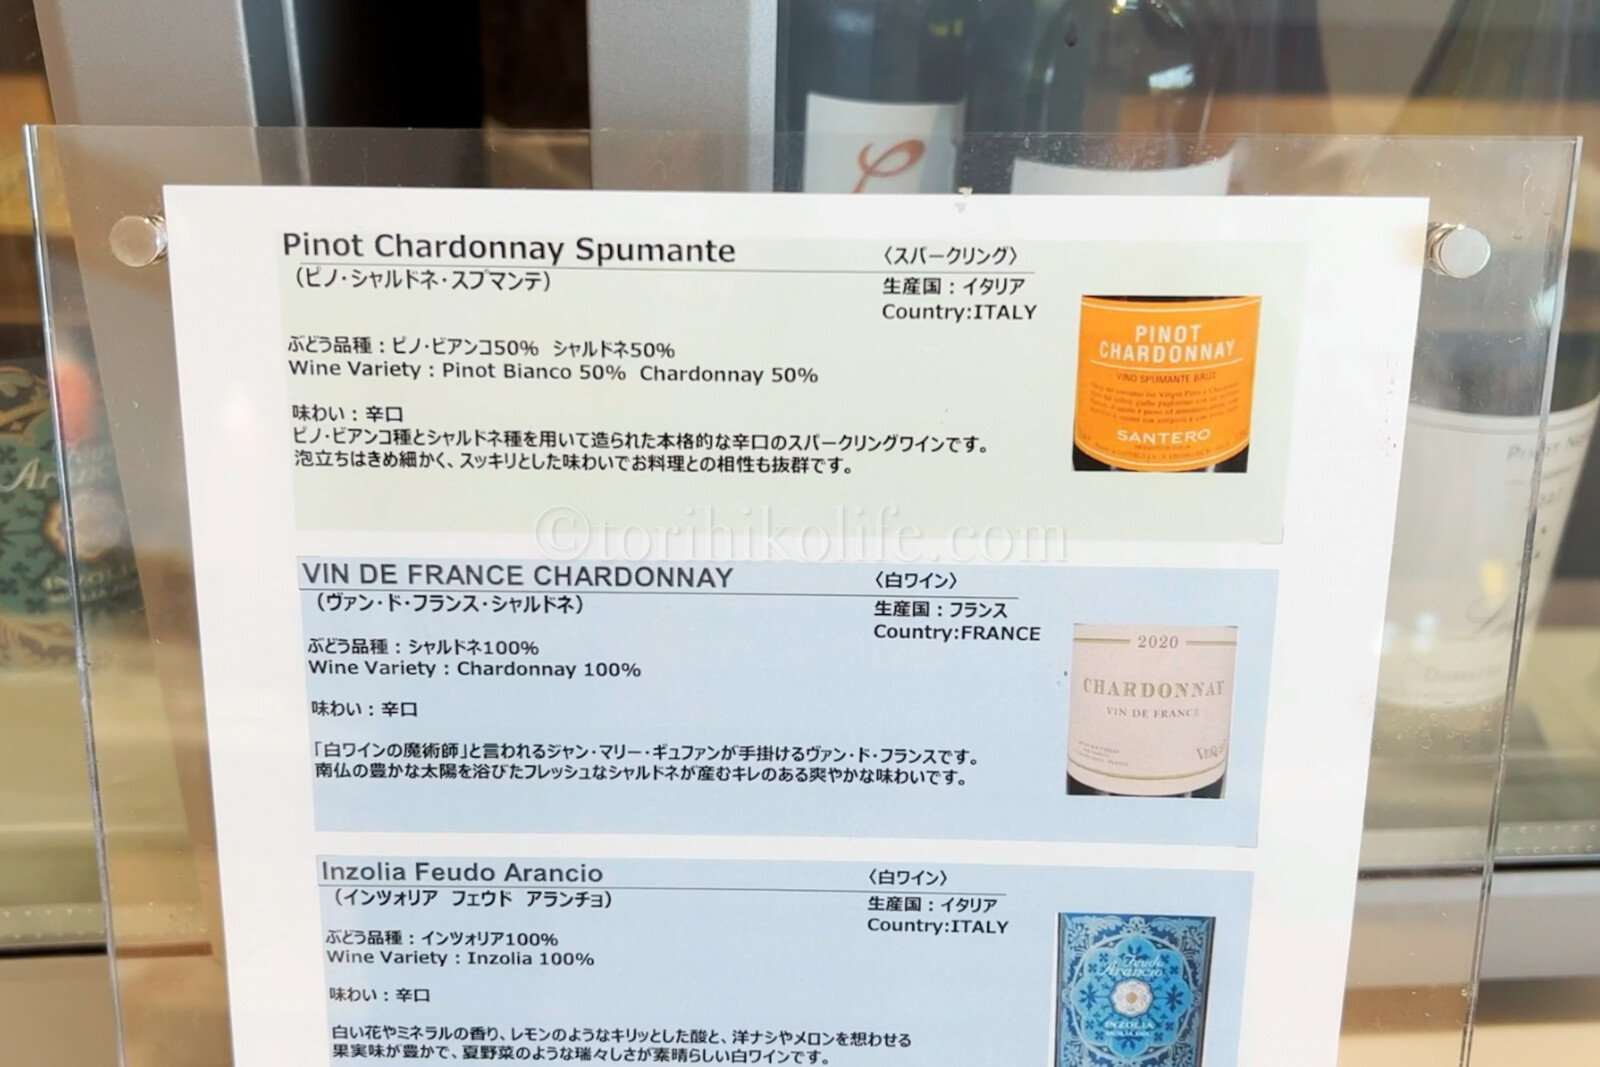 Pinot Chardonnay Spumante
〈スパークリング〉
（ピノ･シャルドネ･スプマンテ）
生産国：イタリア
Country:ITALY
ぶどう品種：ピノ･ビアンコ50%　シャルドネ50%
Wine Variety : Pinot Bianco 50%  Chardonnay 50%
味わい：辛口
ピノ･ビアンコ種とシャルドネ種を用いて造られた本格的な辛口のスパークリングワインです。
泡立ちはきめ細かく、スッキリとした味わいでお料理との相性も抜群です。
PINOT
CHARDONNAY
VINO SPUMANTE BRUT
SANTERO
©torihikolife.com
VIN DE FRANCE CHARDONNAY
〈白ワイン〉
（ヴァン･ド･フランス･シャルドネ）
生産国：フランス
Country:FRANCE
ぶどう品種：シャルドネ100%
Wine Variety : Chardonnay 100%
味わい：辛口
「白ワインの魔術師」と言われるジャン･マリー･ギュファンが手掛けるヴァン･ド･フランスです。
南仏の豊かな太陽を浴びたフレッシュなシャルドネが産むキレのある爽やかな味わいです。
2020
CHARDONNAY
VIN DE FRANCE
Inzolia Feudo Arancio
〈白ワイン〉
（インツォリア　フェウド　アランチョ）
生産国：イタリア
Country:ITALY
ぶどう品種：インツォリア100%
Wine Variety : Inzolia 100%
味わい：辛口
白い花やミネラルの香り、レモンのようなキリッとした酸と、洋ナシやメロンを想わせる
果実味が豊かで、夏野菜のような瑞々しさが素晴らしい白ワインです。
Feudo
Arancio
INZOLIA
INZOLIA